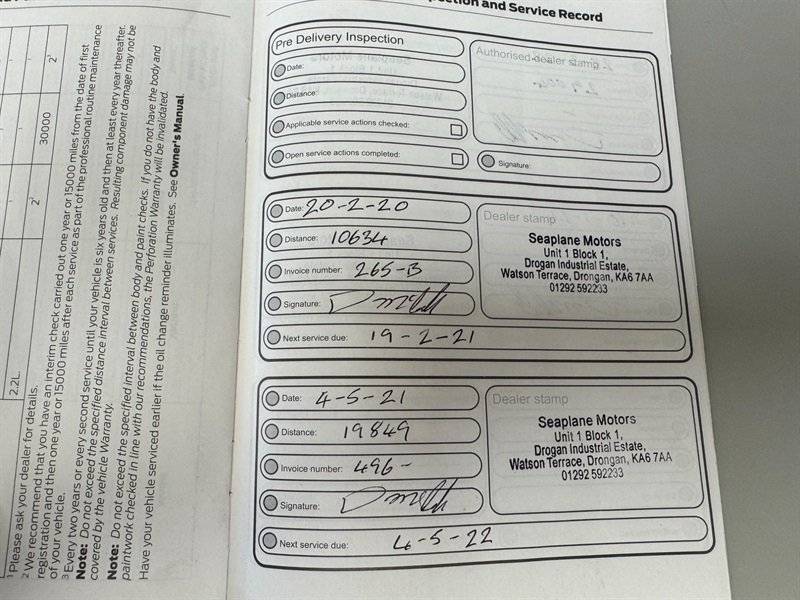 2.2L.
30000
2¹
2¹
¹ Please ask your dealer for details.
² We recommend that you have an interim check carried out one year or 15000 miles from the date of first
registration and then one year or 15000 miles after each service as part of the professional routine maintenance
of your vehicle.
³ Every two years or every second service until your vehicle is six years old and then at least every year thereafter.
Note: Do not exceed the specified distance interval between services. Resulting component damage may not be
covered by the vehicle Warranty.
Note: Do not exceed the specified interval between body and paint checks. If you do not have the body and
paintwork checked in line with our recommendations, the Perforation Warranty will be invalidated.
Have your vehicle serviced earlier if the oil change reminder illuminates. See Owner's Manual.
and Service Record
Pre Delivery Inspection
Date:
Distance:
Applicable service actions checked:
Open service actions completed:
Authorised dealer stamp
Signature:
Date: 20-2-20
Distance: 10634
Invoice number: 265-B
Signature:
Next service due: 19-2-21
Dealer stamp
Seaplane Motors
Unit 1 Block 1,
Drogan Industrial Estate,
Watson Terrace, Drongan, KA6 7AA
01292 592233
Date: 4-5-21
Distance: 19849
Invoice number: 496-
Signature:
Next service due: 4-5-22
Dealer stamp
Seaplane Motors
Unit 1 Block 1,
Drogan Industrial Estate,
Watson Terrace, Drongan, KA6 7AA
01292 592233